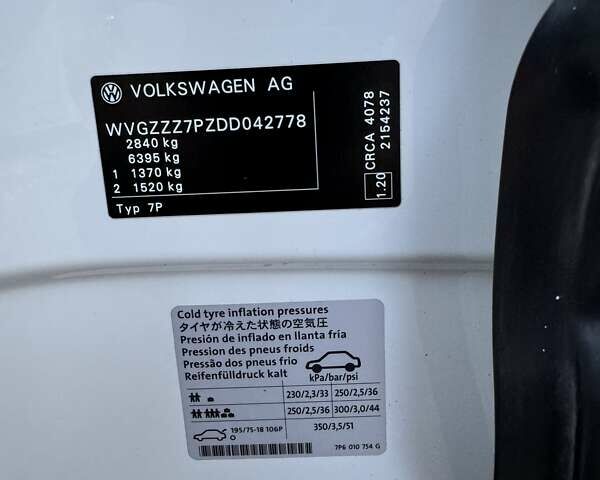 VOLKSWAGEN AG
WVGZZZ7PZDD042778
2840 kg
6395 kg
1 1370 kg
2 1520 kg
Typ 7P
CRCA 4078
2154237
1.20
Cold tyre inflation pressures
タイヤが冷えた状態の空気圧
Presión de inflado en llanta fría
Pression des pneus froids
Pressão dos pneus frio
Reifenfülldruck kalt
kPa/bar/psi
230/2,3/33 250/2,5/36
250/2,5/36 300/3,0/44
195/75-18 106P 350/3,5/51
7P6 010 754 G